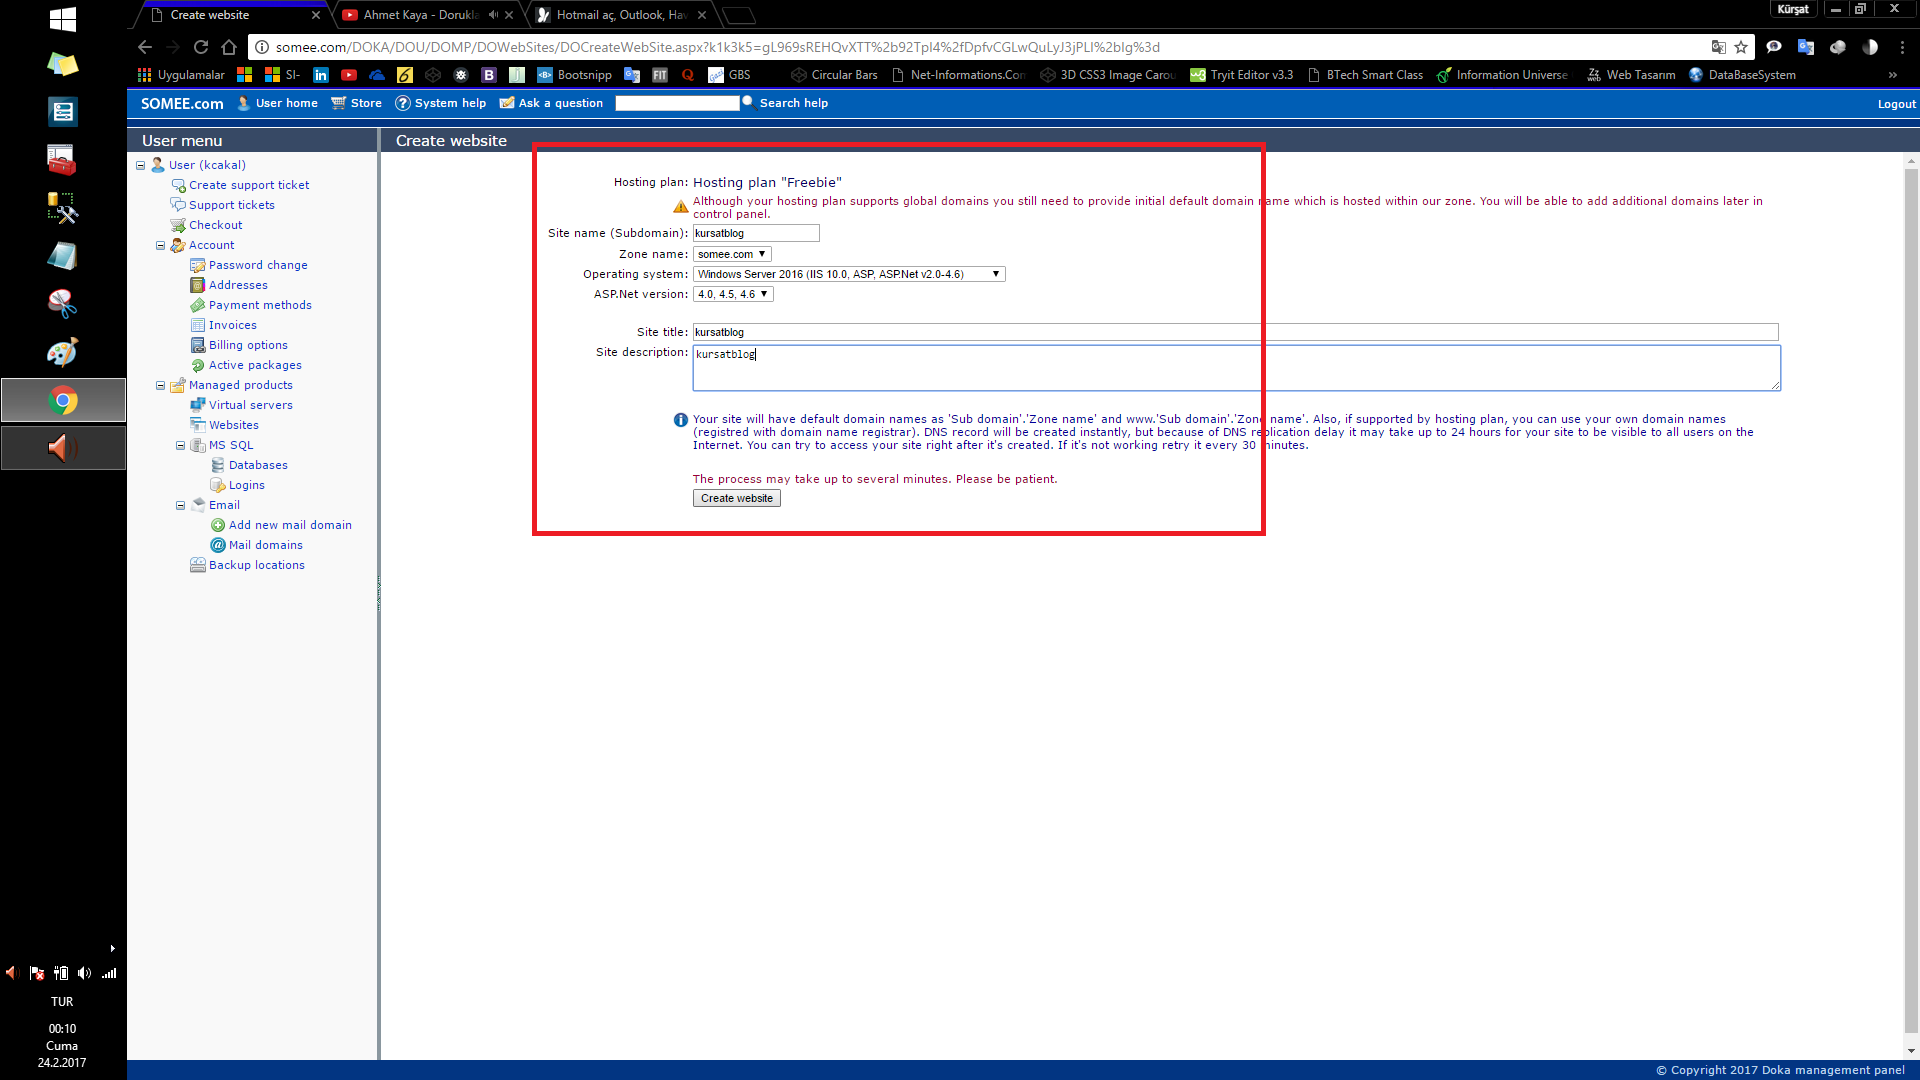 Create website
Ahmet Kaya - Dorukla
Hotmail aç, Outlook, Hav
Kürşat
somee.com/DOKA/DOU/DOMP/DOWebSites/DOCreateWebSite.aspx?k1k3k5=gL969sREHQvXTT%2b92TpI4%2fDpfvCGLwQuLyJ3jPLI%2bIg%3d
Uygulamalar
SI-
Bootsnipp
FIT
GBS
Circular Bars
Net-Informations.Com
3D CSS3 Image Carou
Tryit Editor v3.3
BTech Smart Class
Information Universe
Web Tasarım
DataBaseSystem
SOMEE.com User home Store System help Ask a question Search help Logout
User menu
Create website
User (kcakal)
Create support ticket
Support tickets
Checkout
Account
Password change
Addresses
Payment methods
Invoices
Billing options
Active packages
Managed products
Virtual servers
Websites
MS SQL
Databases
Logins
Email
Add new mail domain
Mail domains
Backup locations
Hosting plan: Hosting plan "Freebie"
Although your hosting plan supports global domains you still need to provide initial default domain name which is hosted within our zone. You will be able to add additional domains later in
control panel.
Site name (Subdomain): kursatblog
Zone name: somee.com
Operating system: Windows Server 2016 (IIS 10.0, ASP, ASP.Net v2.0-4.6)
ASP.Net version: 4.0, 4.5, 4.6
Site title: kursatblog
Site description: kursatblog
Your site will have default domain names as 'Sub domain'.'Zone name' and www.'Sub domain'.'Zone name'. Also, if supported by hosting plan, you can use your own domain names
(registred with domain name registrar). DNS record will be created instantly, but because of DNS replication delay it may take up to 24 hours for your site to be visible to all users on the
Internet. You can try to access your site right after it's created. If it's not working retry it every 30 minutes.
The process may take up to several minutes. Please be patient.
Create website
TUR
00:10
Cuma
24.2.2017
© Copyright 2017 Doka management panel